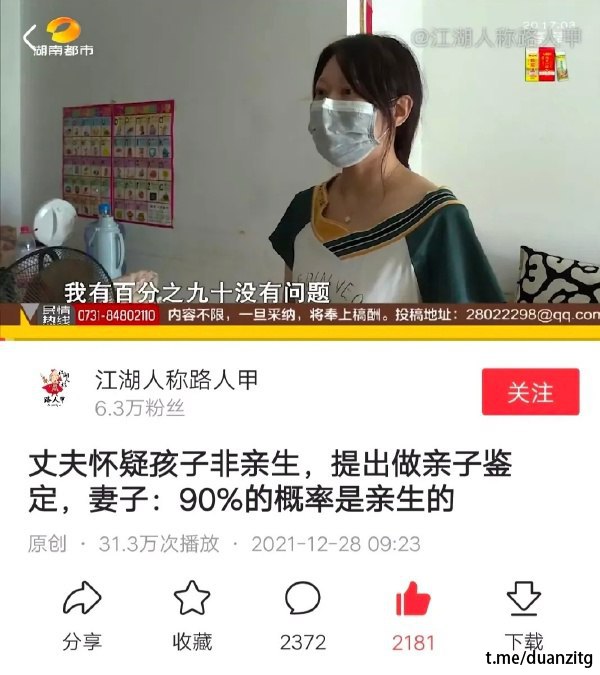 2017.03
@江湖人称路人甲
湖南都市
我有百分之九十没有问题
民情
热线
0731-84802110
内容不限，一旦采纳，将奉上稿酬。投稿地址：28022298@qq.com
江湖人称路人甲
6.3万粉丝
关注
丈夫怀疑孩子非亲生，提出做亲子鉴
定，妻子：90%的概率是亲生的
原创 · 31.3万次播放 · 2021-12-28 09:23
分享
收藏
2372
2181
下载
t.me/duanzitg